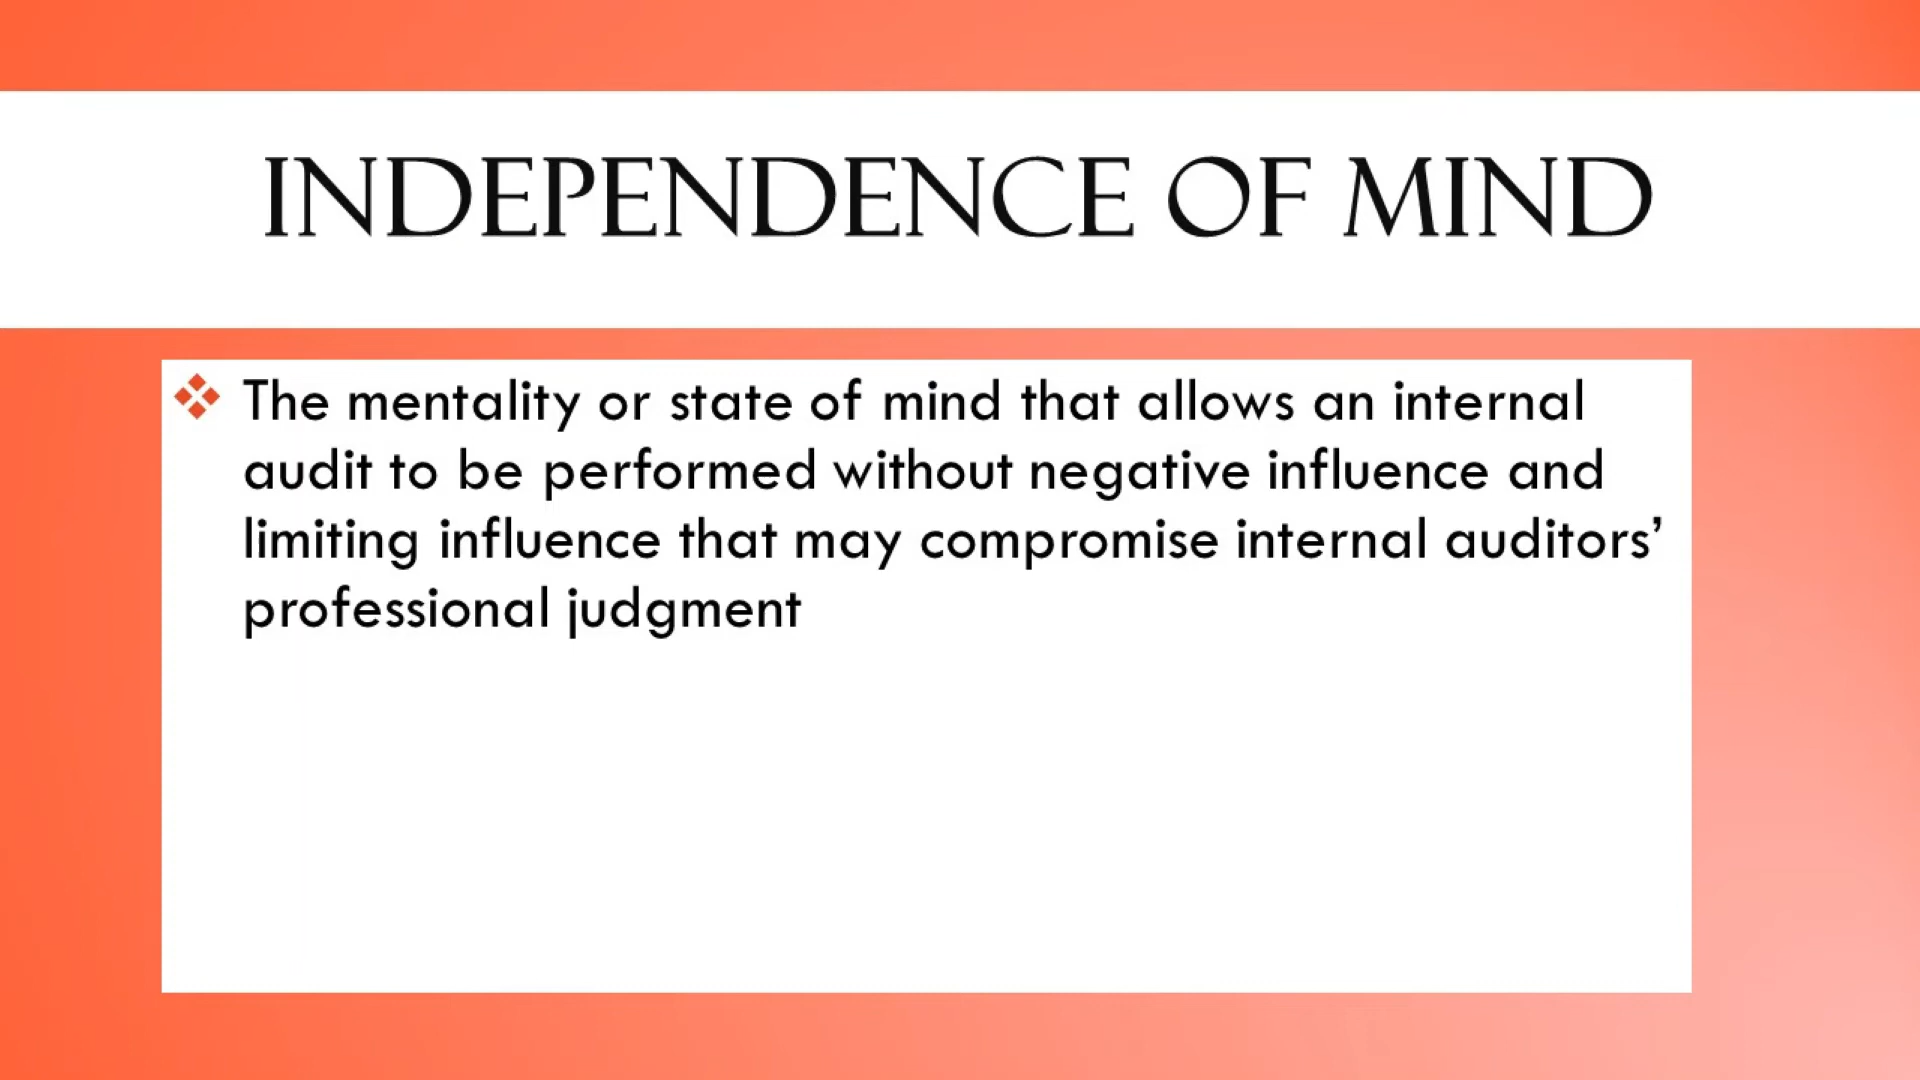 INDEPENDENCE OF MIND
The mentality or state of mind that allows an internal
audit to be performed without negative influence and
limiting influence that may compromise internal auditors’
professional judgment